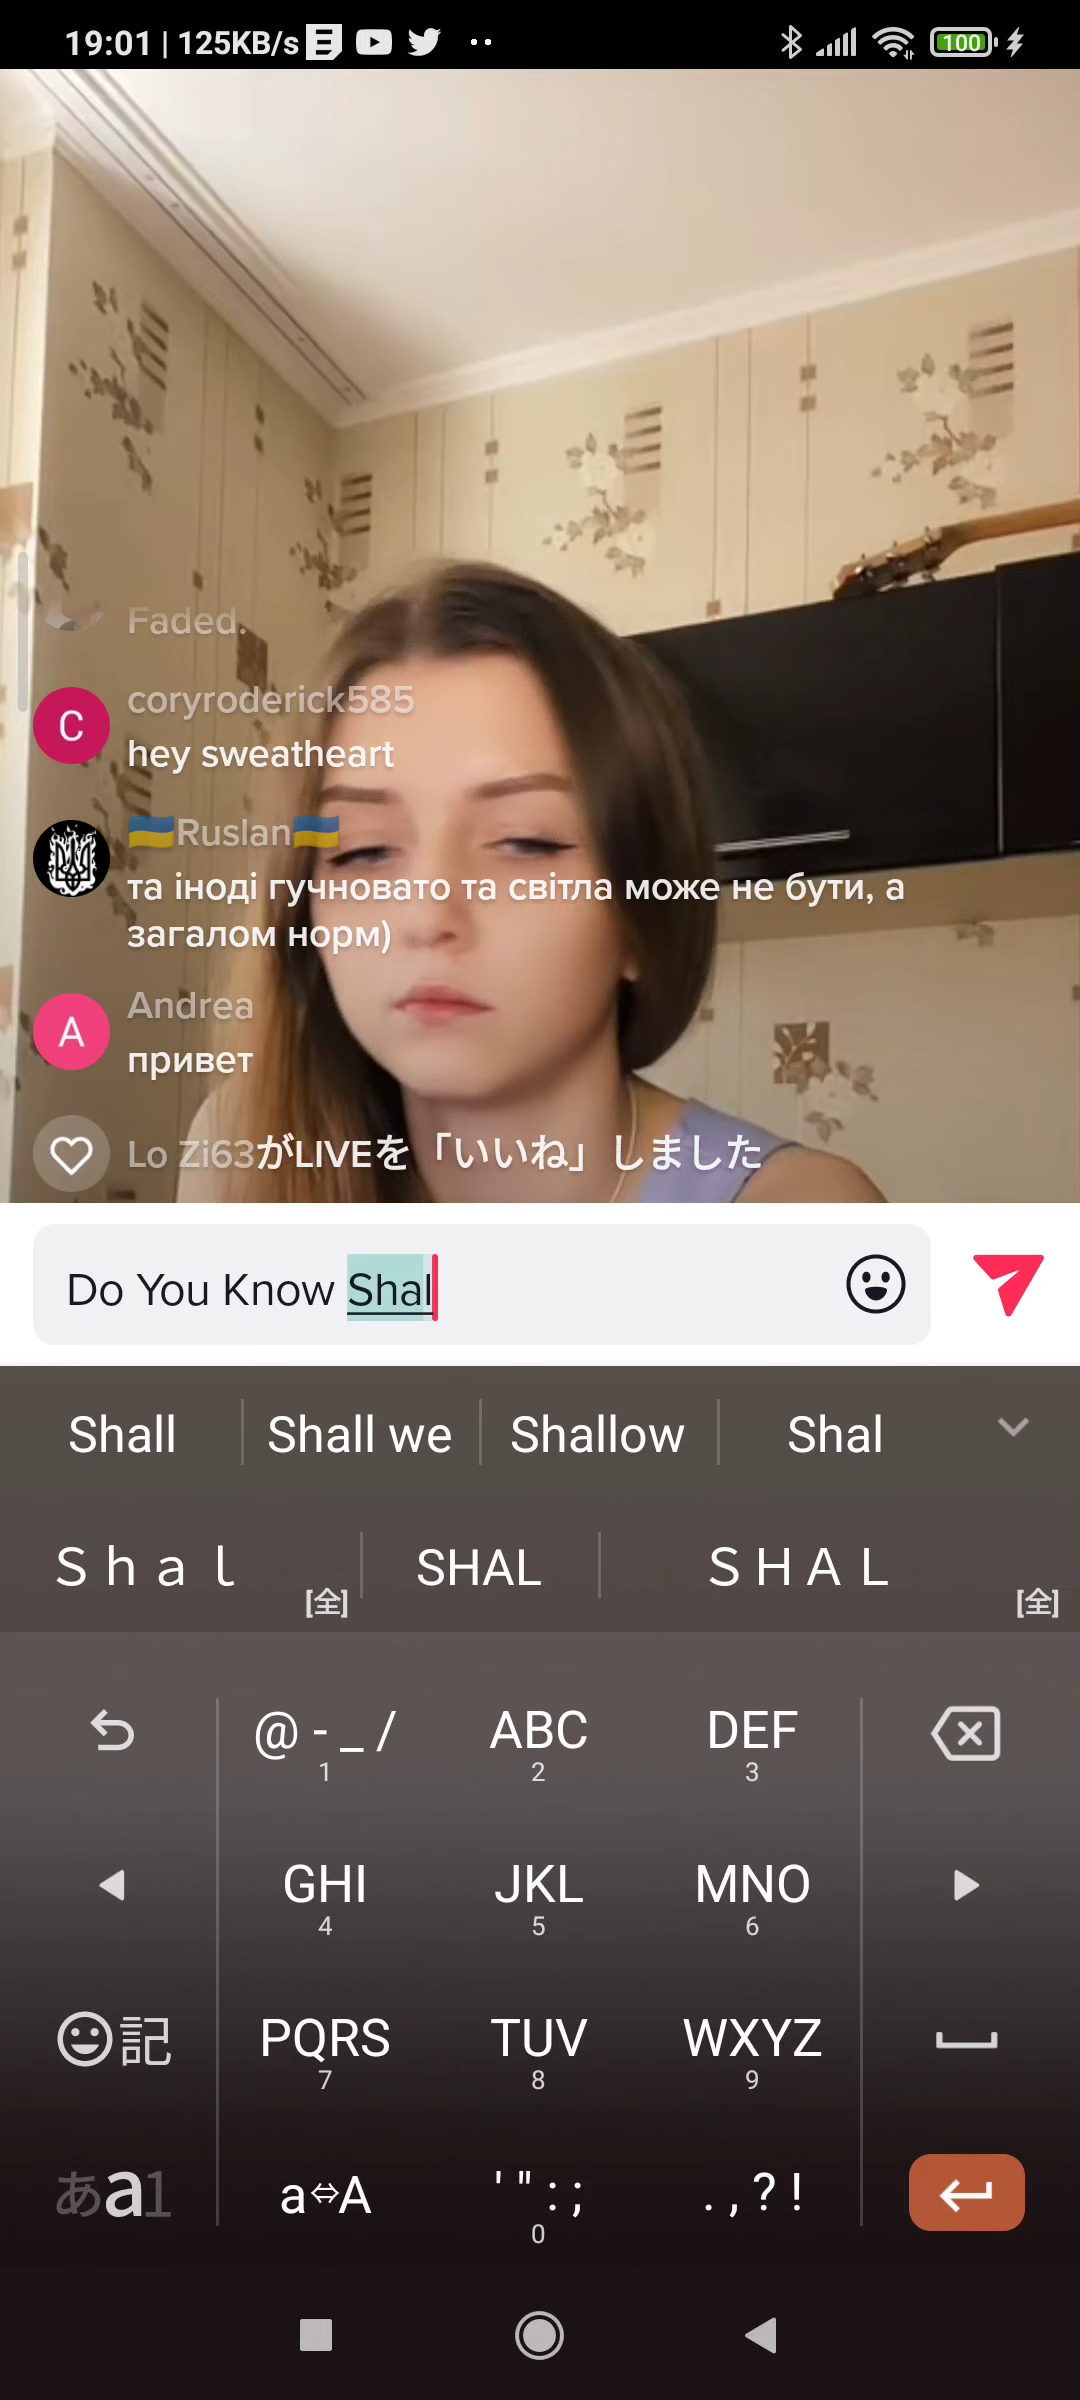 19:01 | 125KB/s
100
Faded.
C
coryroderick585
hey sweatheart
🇺🇦Ruslan🇺🇦
та іноді гучновато та світла може не бути, а
загалом норм)
A
Andrea
привет
Lo Zi63がLIVEを「いいね」しました
Do You Know Shal
Shall
Shall we
Shallow
Shal
Ｓｈａｌ
[全]
SHAL
ＳＨＡＬ
[全]
@ - _ /
1
ABC
2
DEF
3
GHI
4
JKL
5
MNO
6
記
PQRS
7
TUV
8
WXYZ
9
あa1
a⇔A
' " : ;
0
. , ? !